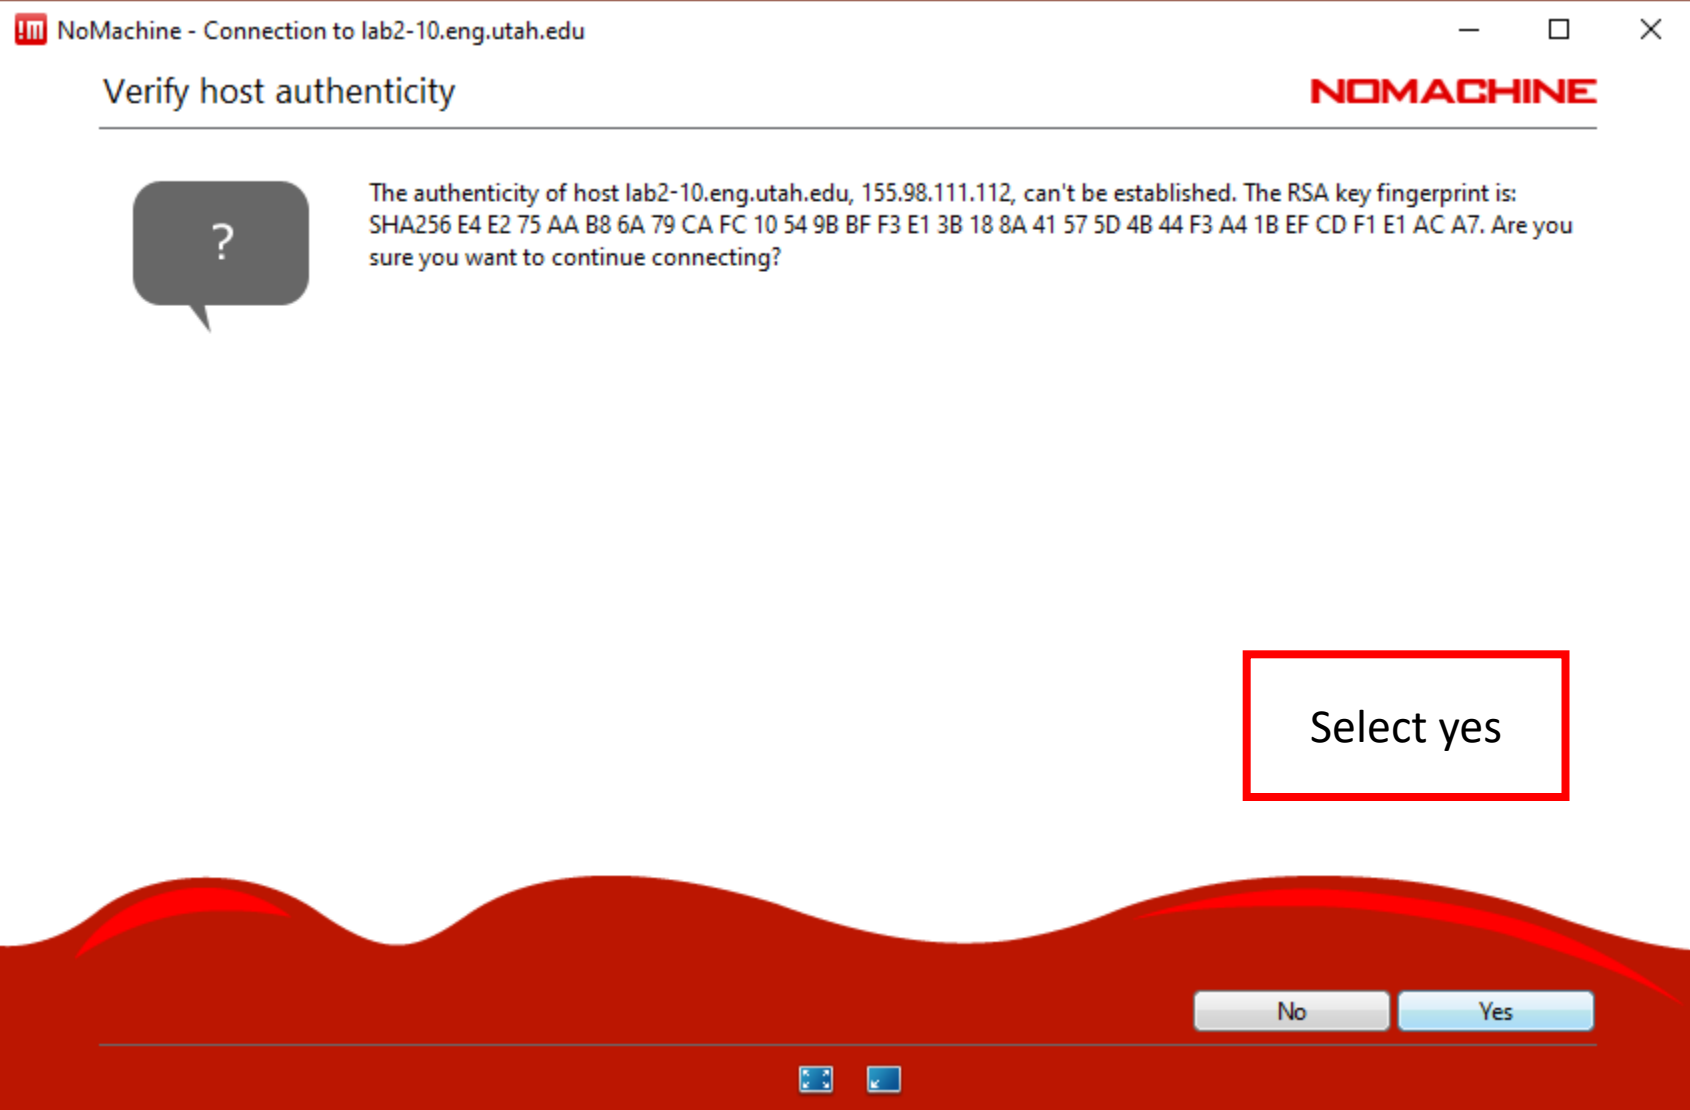 !m NoMachine - Connection to lab2-10.eng.utah.edu
Verify host authenticity
NOMACHINE
?
The authenticity of host lab2-10.eng.utah.edu, 155.98.111.112, can't be established. The RSA key fingerprint is:
SHA256 E4 E2 75 AA B8 6A 79 CA FC 10 54 9B BF F3 E1 3B 18 8A 41 57 5D 4B 44 F3 A4 1B EF CD F1 E1 AC A7. Are you
sure you want to continue connecting?
Select yes
No
Yes